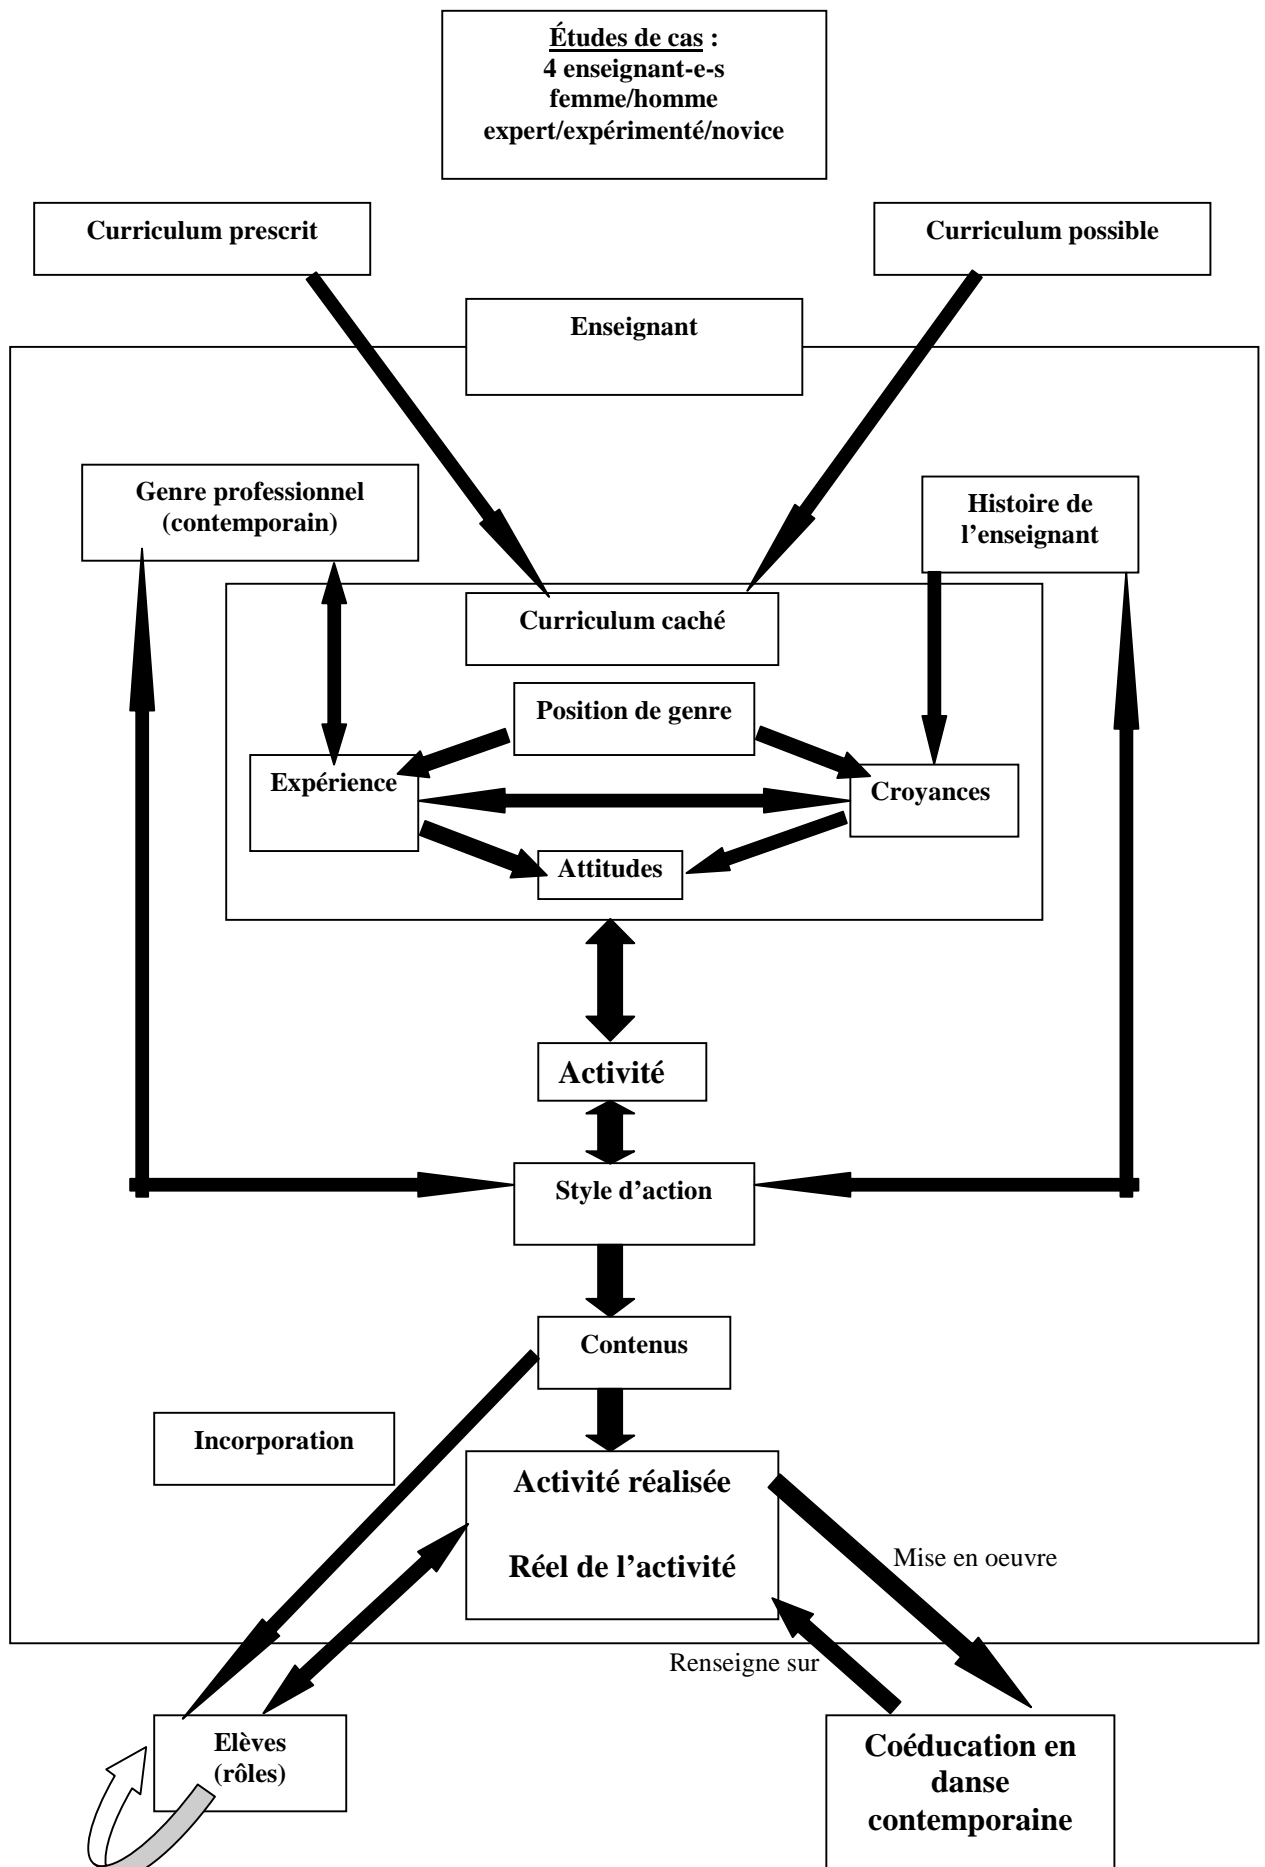 Études de cas :
4 enseignant-e-s
femme/homme
expert/expérimenté/novice
Curriculum prescrit
Curriculum possible
Enseignant
Genre professionnel
(contemporain)
Histoire de
l’enseignant
Curriculum caché
Position de genre
Expérience
Croyances
Attitudes
Activité
Style d’action
Contenus
Incorporation
Activité réalisée
Réel de l’activité
Mise en oeuvre
Renseigne sur
Elèves
(rôles)
Coéducation en
danse
contemporaine